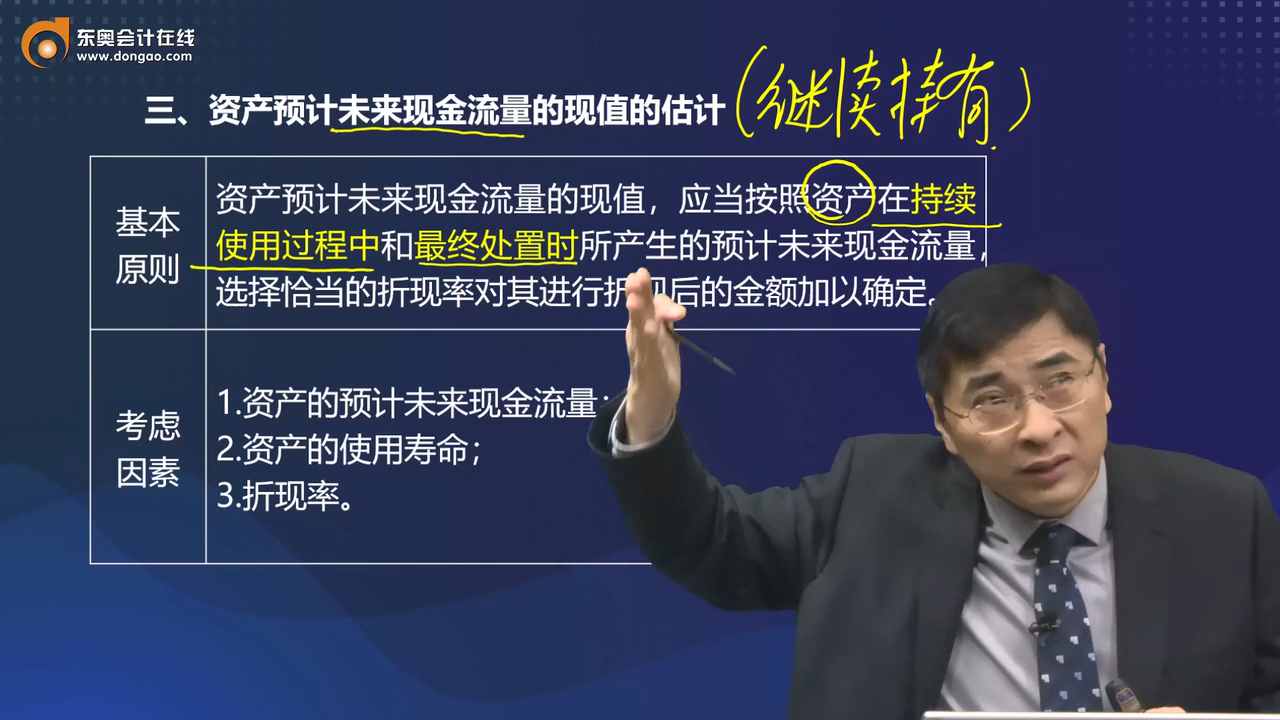 东奥会计在线
www.dongao.com
三、资产预计未来现金流量的现值的估计(继续持有)
基本
原则
资产预计未来现金流量的现值，应当按照资产在持续
使用过程中和最终处置时所产生的预计未来现金流量，
选择恰当的折现率对其进行折现后的金额加以确定。
考虑
因素
1.资产的预计未来现金流量；
2.资产的使用寿命；
3.折现率。